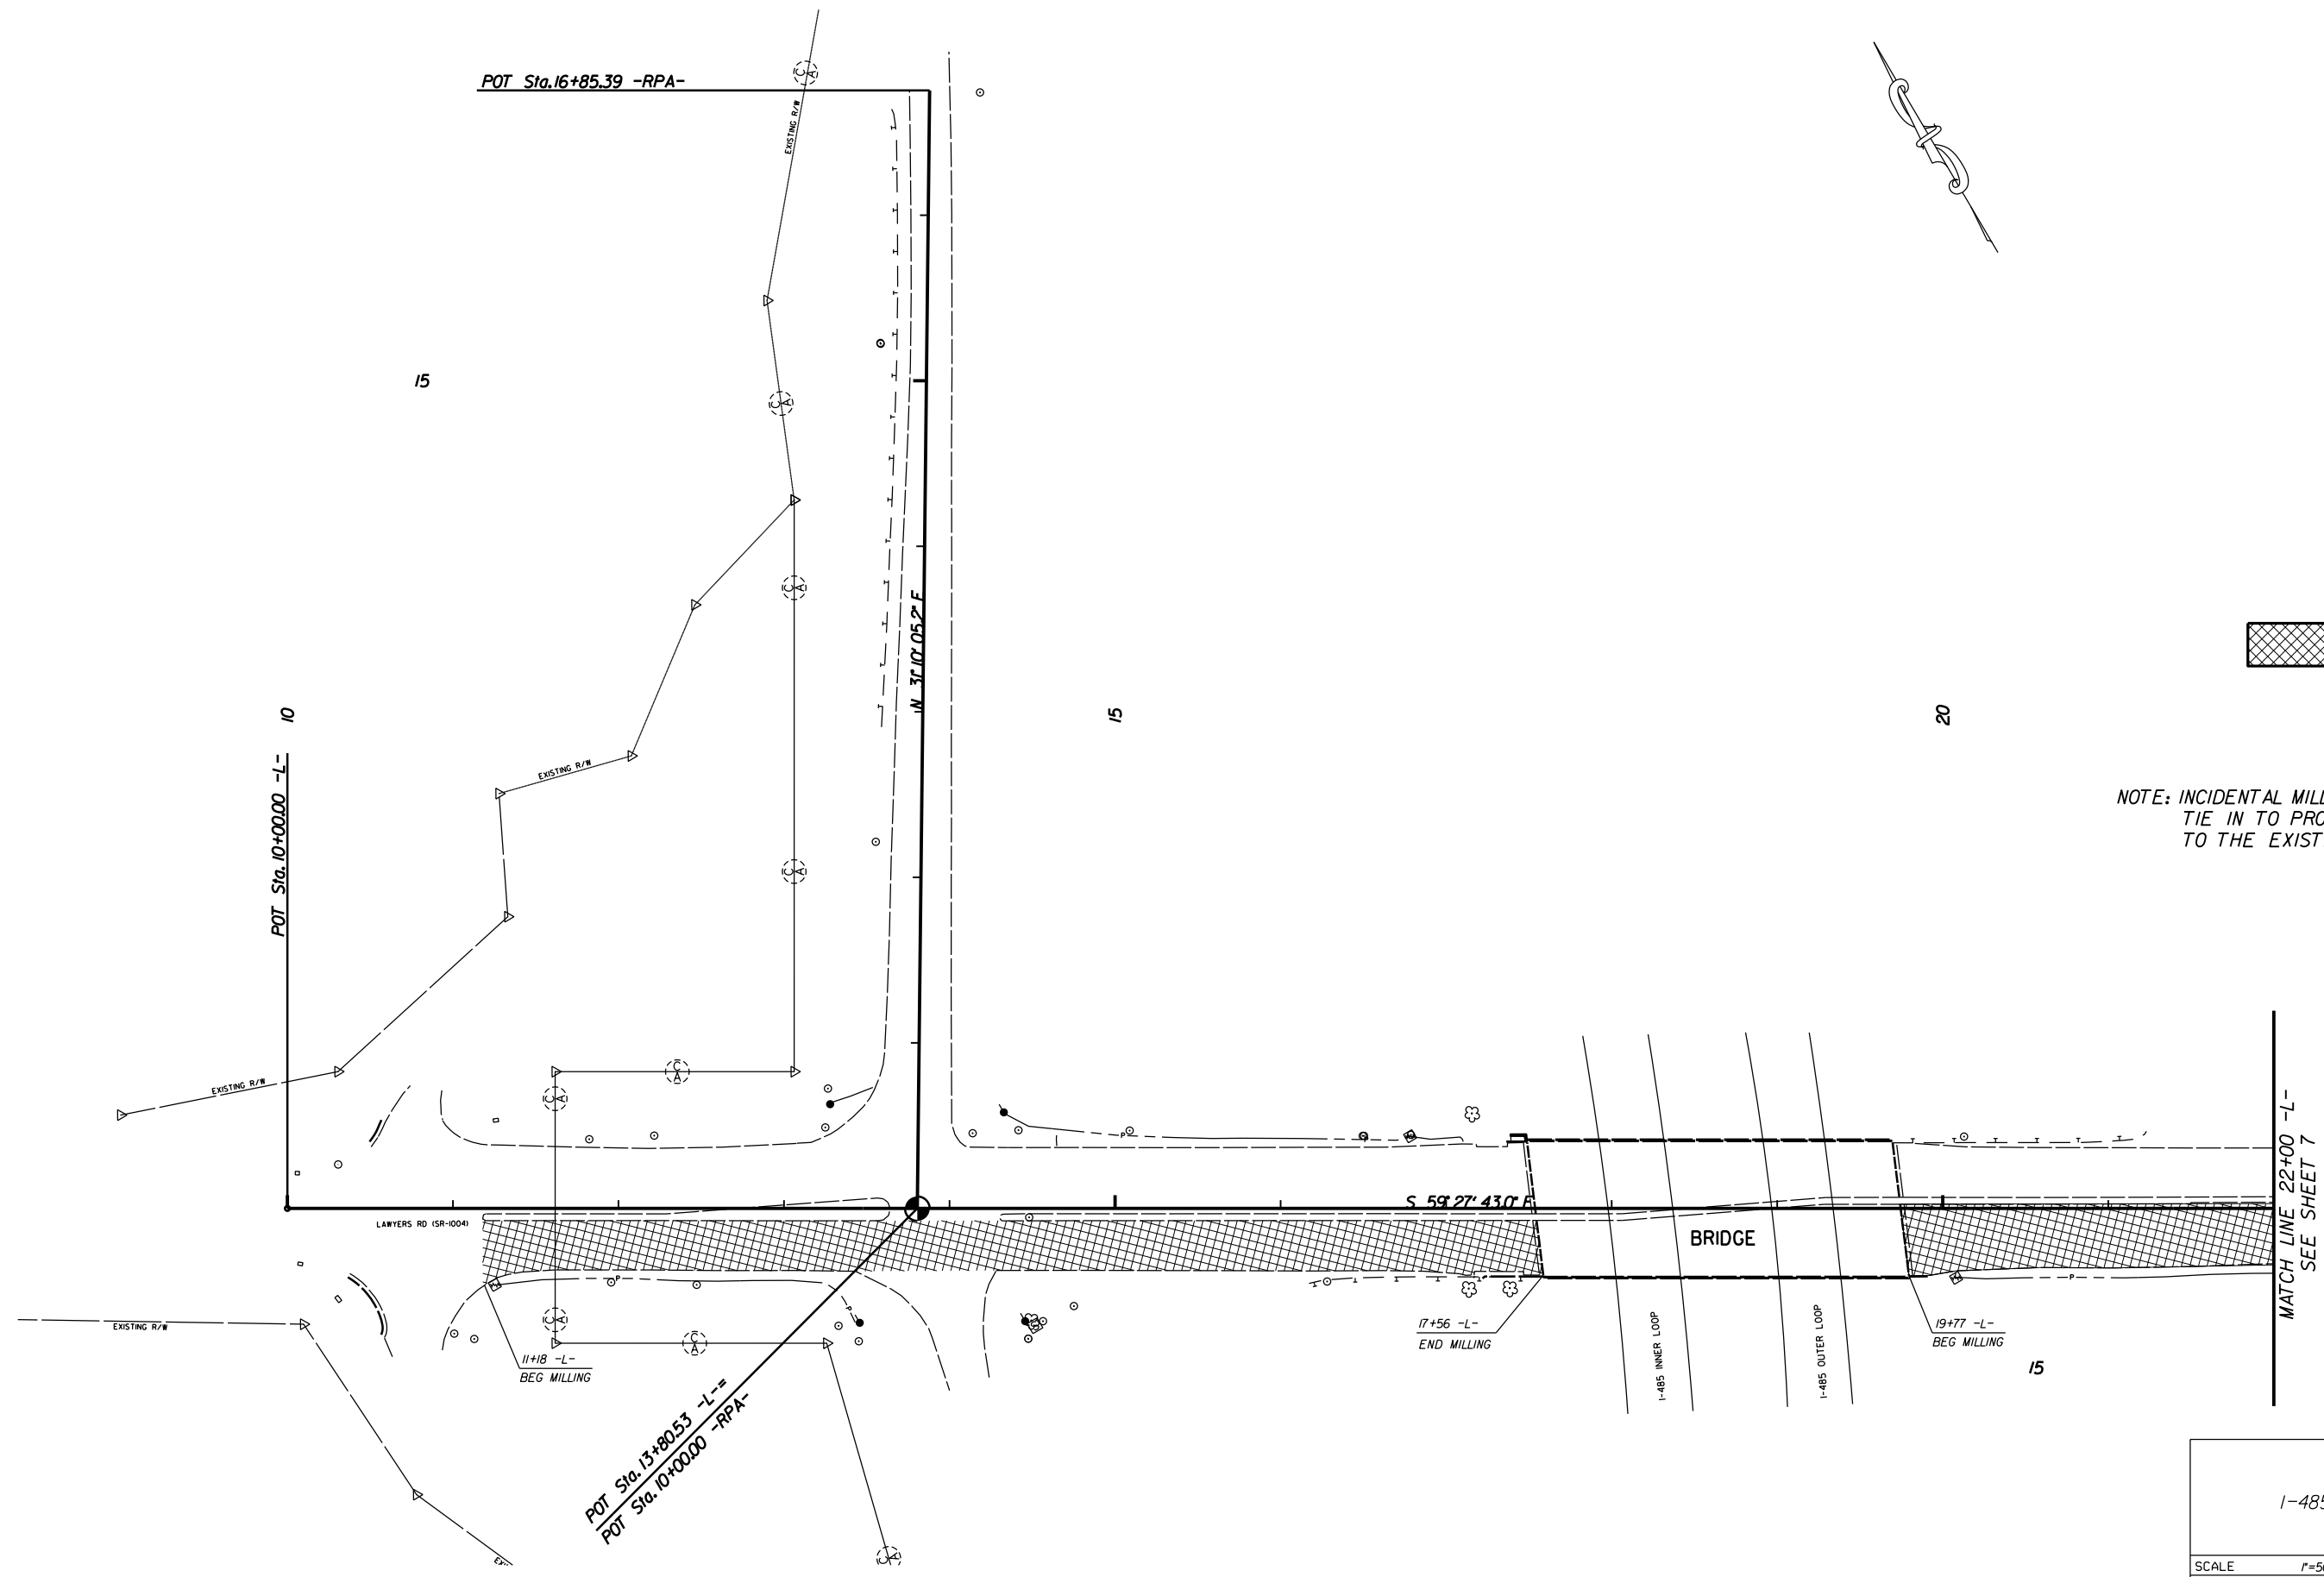 POT Sta. 16+85.39 -RPA-
EXISTING R/W
C A
15
C A
C A
N 31° 10' 05.2" E
10
15
20
POT Sta. 10+00.00 -L-
EXISTING R/W
NOTE: INCIDENTAL
TIE IN TO
TO THE
C A
EXISTING R/W
C A
C A
P
P
LAWYERS RD (SR-1004)
S 59° 27' 43.0" E
BRIDGE
MATCH LINE 22+00 -L-
SEE SHEET 7
EXISTING R/W
P
P
P
C A
C A
11+18 -L-
BEG MILLING
17+56 -L-
END MILLING
I-485 INNER LOOP
I-485 OUTER LOOP
19+77 -L-
BEG MILLING
15
POT Sta. 13+80.53 -L- =
POT Sta. 10+00.00 -RPA-
C A
I-485
SCALE